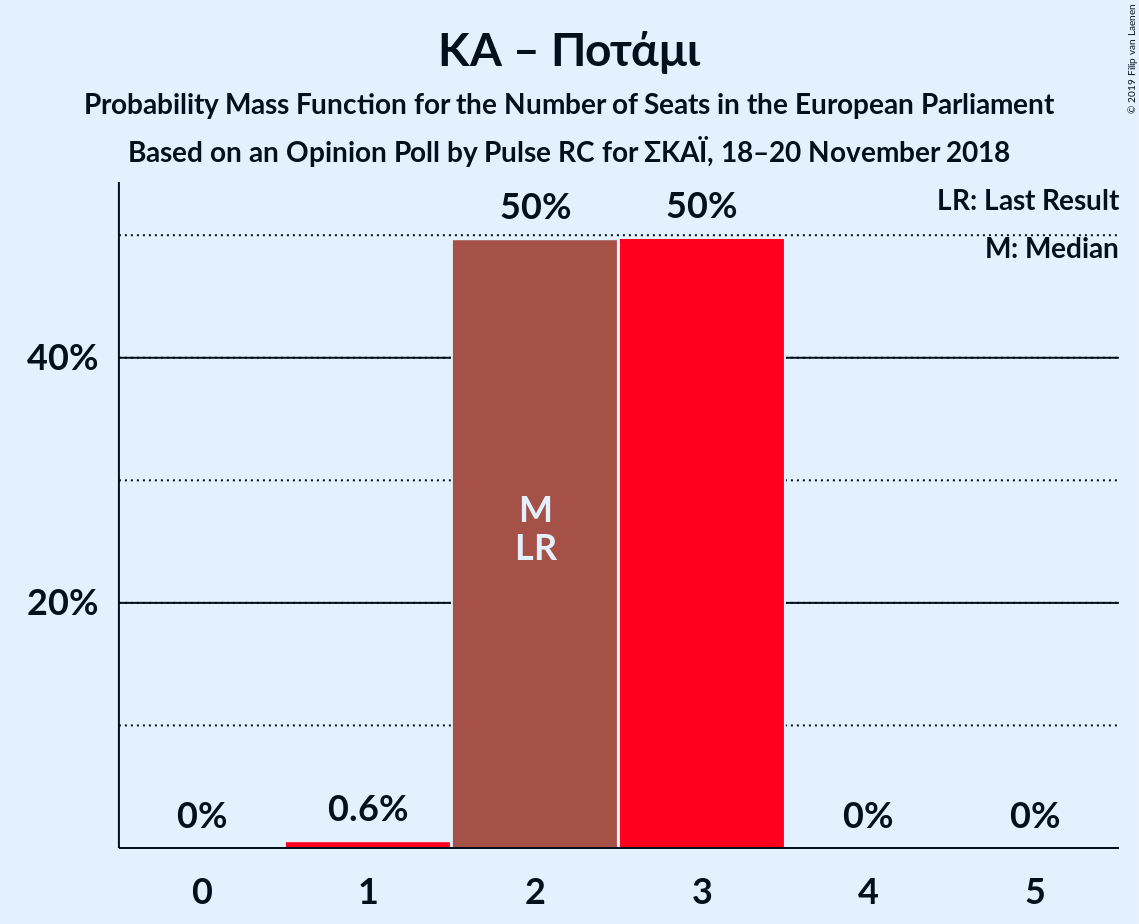 ΚΑ – Ποτάμι
Probability Mass Function for the Number of Seats in the European Parliament
Based on an Opinion Poll by Pulse RC for ΣΚΑΪ, 18–20 November 2018
© 2019 Filip van Laenen
LR: Last Result
M: Median
50%
50%
40%
20%
M
LR
0%
0.6%
0%
0%
0
1
2
3
4
5